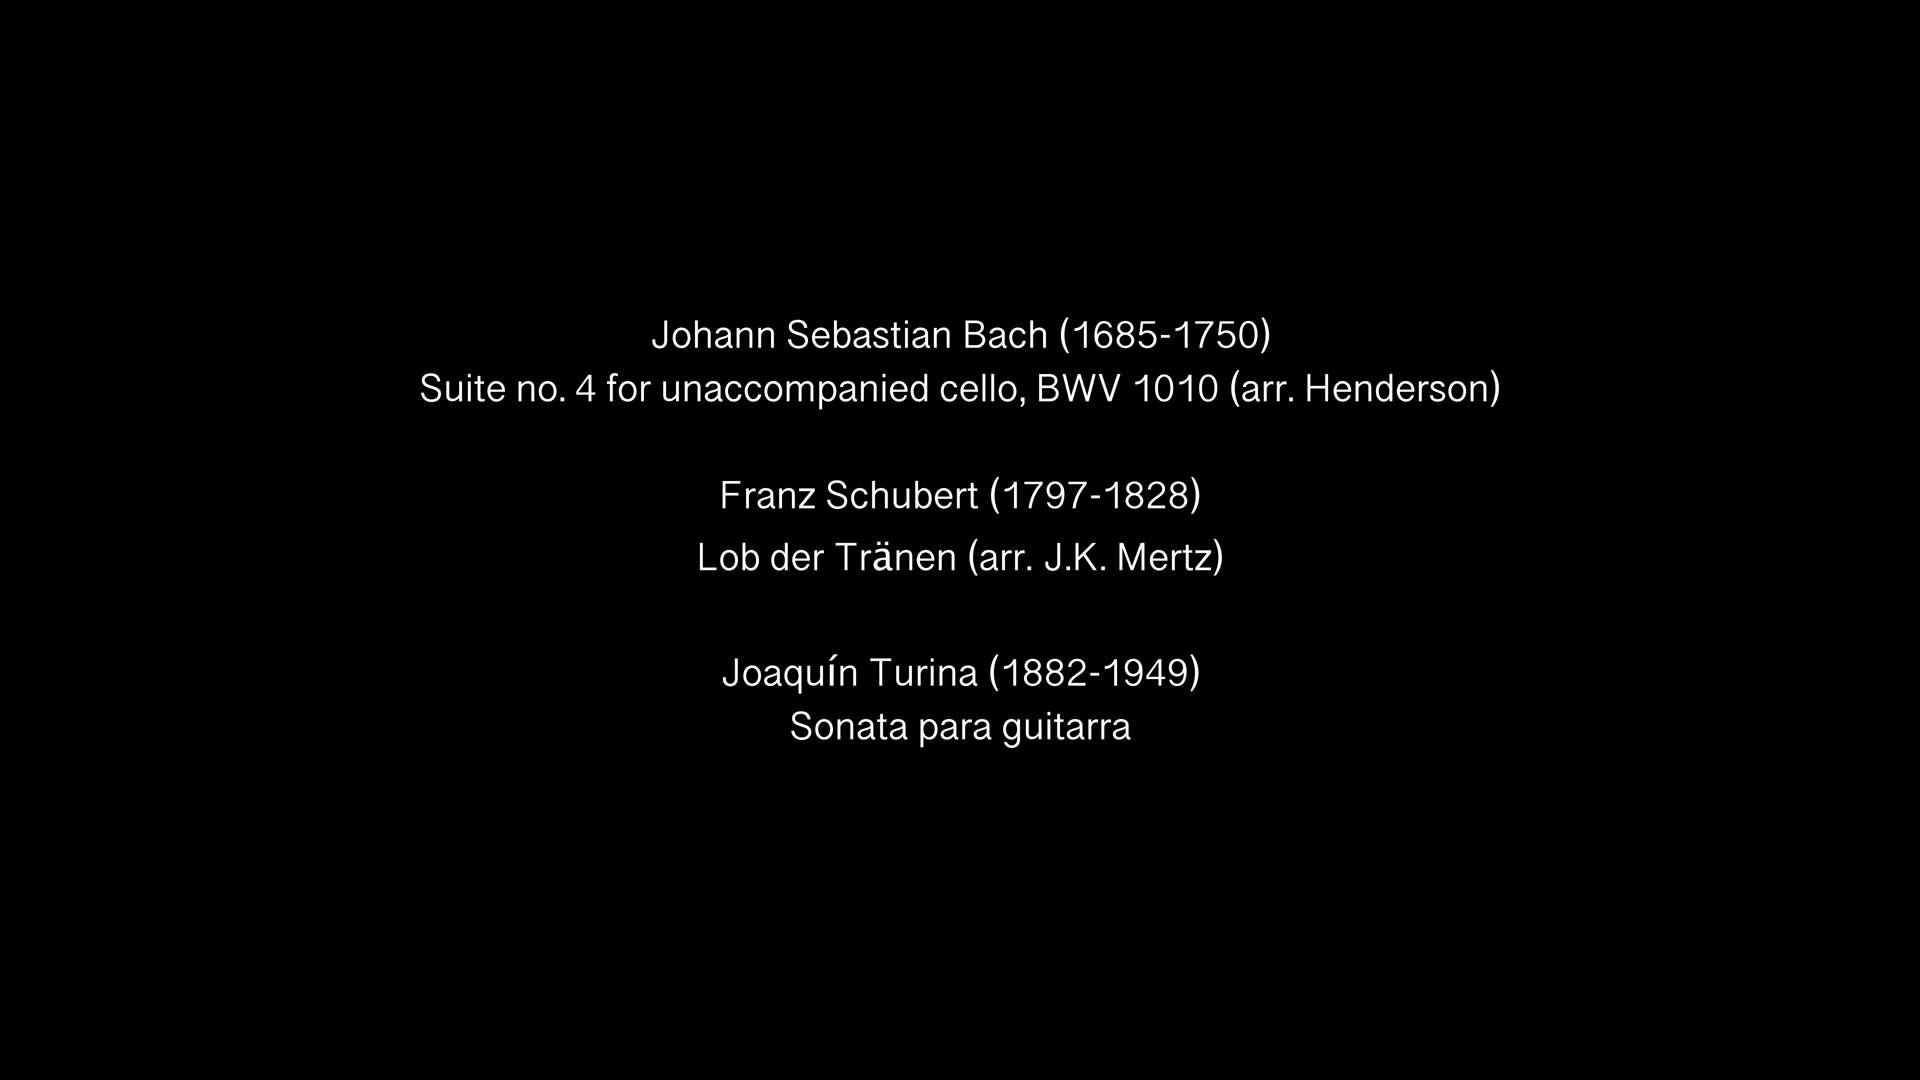 Johann Sebastian Bach (1685-1750)
Suite no. 4 for unaccompanied cello, BWV 1010 (arr. Henderson)
Franz Schubert (1797-1828)
Lob der Tränen (arr. J.K. Mertz)
Joaquín Turina (1882-1949)
Sonata para guitarra